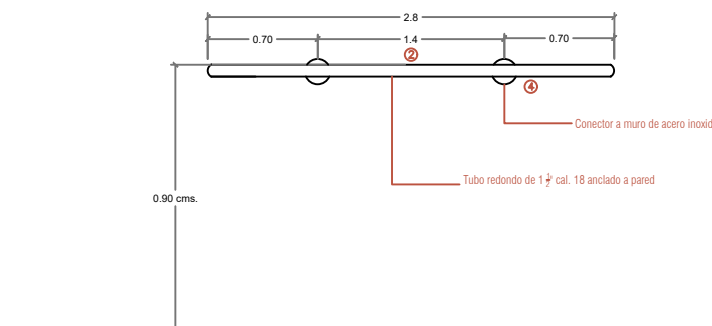 2.8
0.70 1.4 0.70
2
4
Conector a muro de acero inoxid
Tubo redondo de 1 1/2" cal. 18 anclado a pared
0.90 cms.